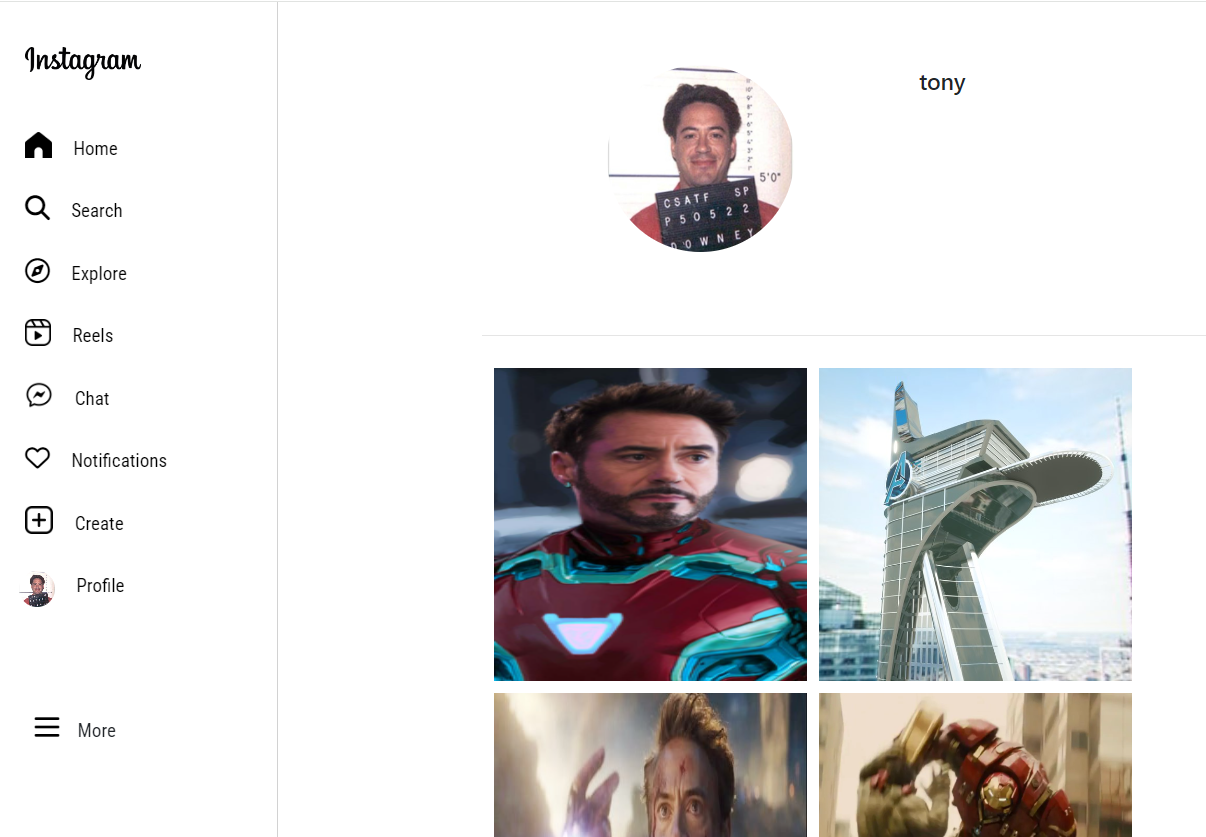 Instagram
Home
Search
Explore
Reels
Chat
Notifications
Create
Profile
More
tony
5'0"
CSATF SP
P50522
DOWNEY